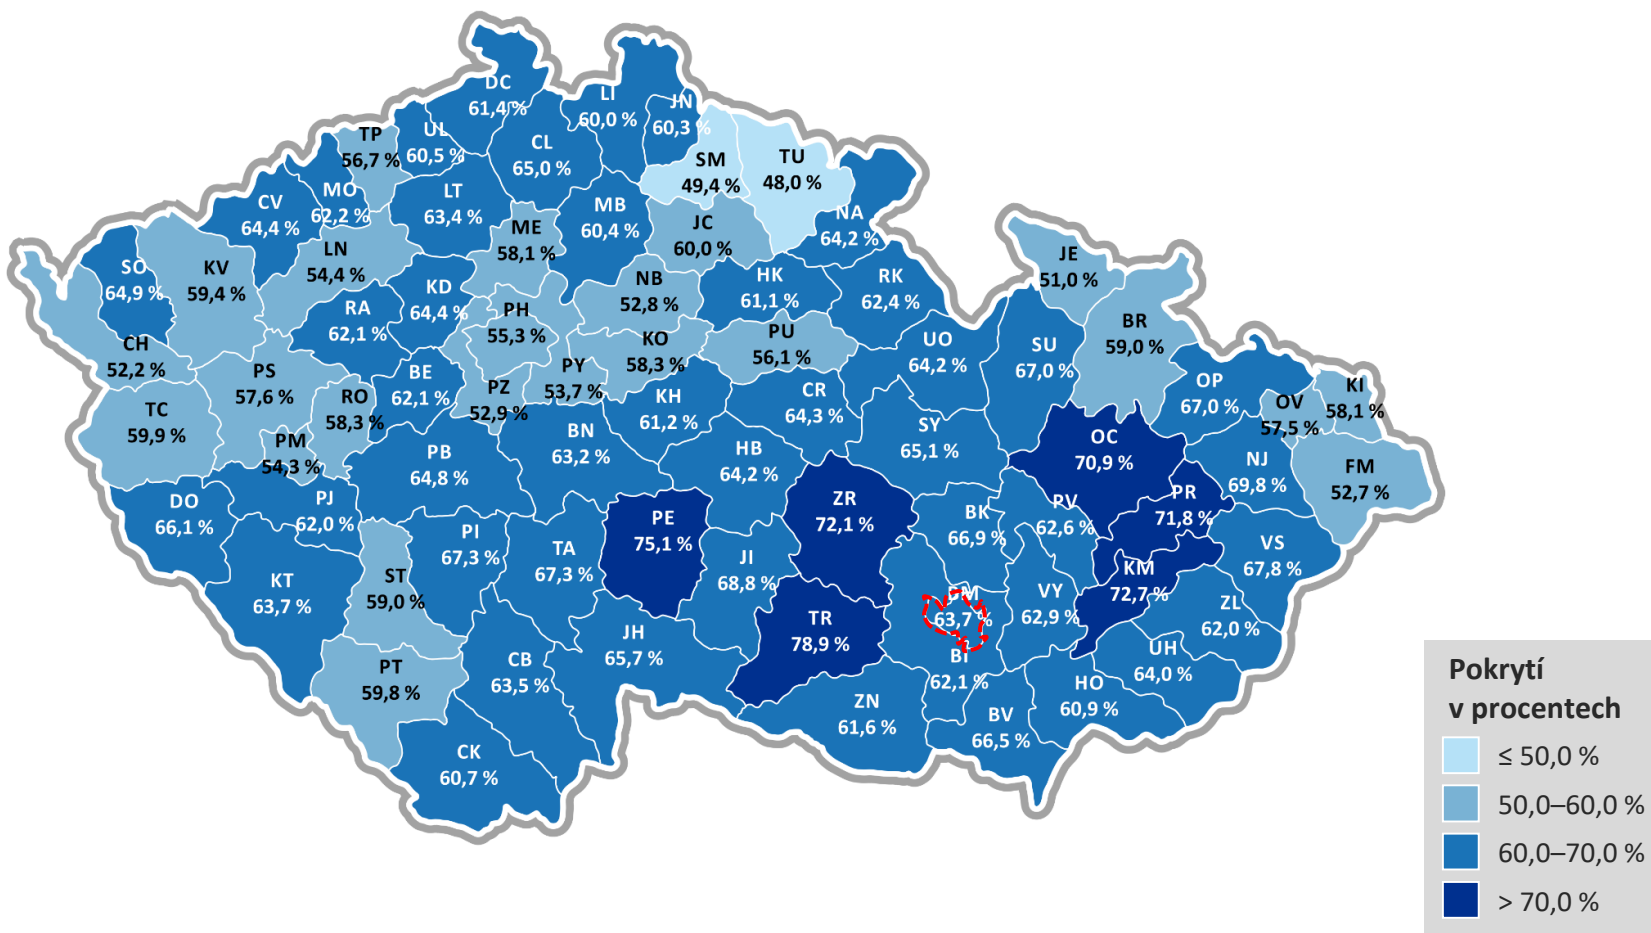 DC
61,4 %
LI
60,0 %
JN
60,3 %
TP
56,7 %
UL
60,5 %
CL
65,0 %
SM
49,4 %
TU
48,0 %
CV
64,4 %
MO
62,2 %
LT
63,4 %
MB
60,4 %
JC
60,0 %
NA
64,2 %
ME
58,1 %
LN
54,4 %
SO
64,9 %
KV
59,4 %
KD
64,4 %
NB
52,8 %
HK
61,1 %
RK
62,4 %
JE
51,0 %
RA
62,1 %
PH
55,3 %
KO
58,3 %
PU
56,1 %
UO
64,2 %
SU
67,0 %
BR
59,0 %
CH
52,2 %
PS
57,6 %
BE
62,1 %
PZ
52,9 %
PY
53,7 %
KH
61,2 %
CR
64,3 %
OP
67,0 %
KI
58,1 %
OV
57,5 %
TC
59,9 %
RO
58,3 %
PM
54,3 %
PB
64,8 %
BN
63,2 %
HB
64,2 %
SY
65,1 %
OC
70,9 %
NJ
69,8 %
FM
52,7 %
DO
66,1 %
PJ
62,0 %
PI
67,3 %
TA
67,3 %
PE
75,1 %
ZR
72,1 %
BK
66,9 %
PV
62,6 %
PR
71,8 %
VS
67,8 %
KT
63,7 %
ST
59,0 %
JI
68,8 %
KM
72,7 %
BM
63,7 %
VY
62,9 %
ZL
62,0 %
TR
78,9 %
JH
65,7 %
PT
59,8 %
CB
63,5 %
BI
62,1 %
UH
64,0 %
HO
60,9 %
ZN
61,6 %
BV
66,5 %
CK
60,7 %
Pokrytí
v procentech
≤ 50,0 %
50,0–60,0 %
60,0–70,0 %
> 70,0 %